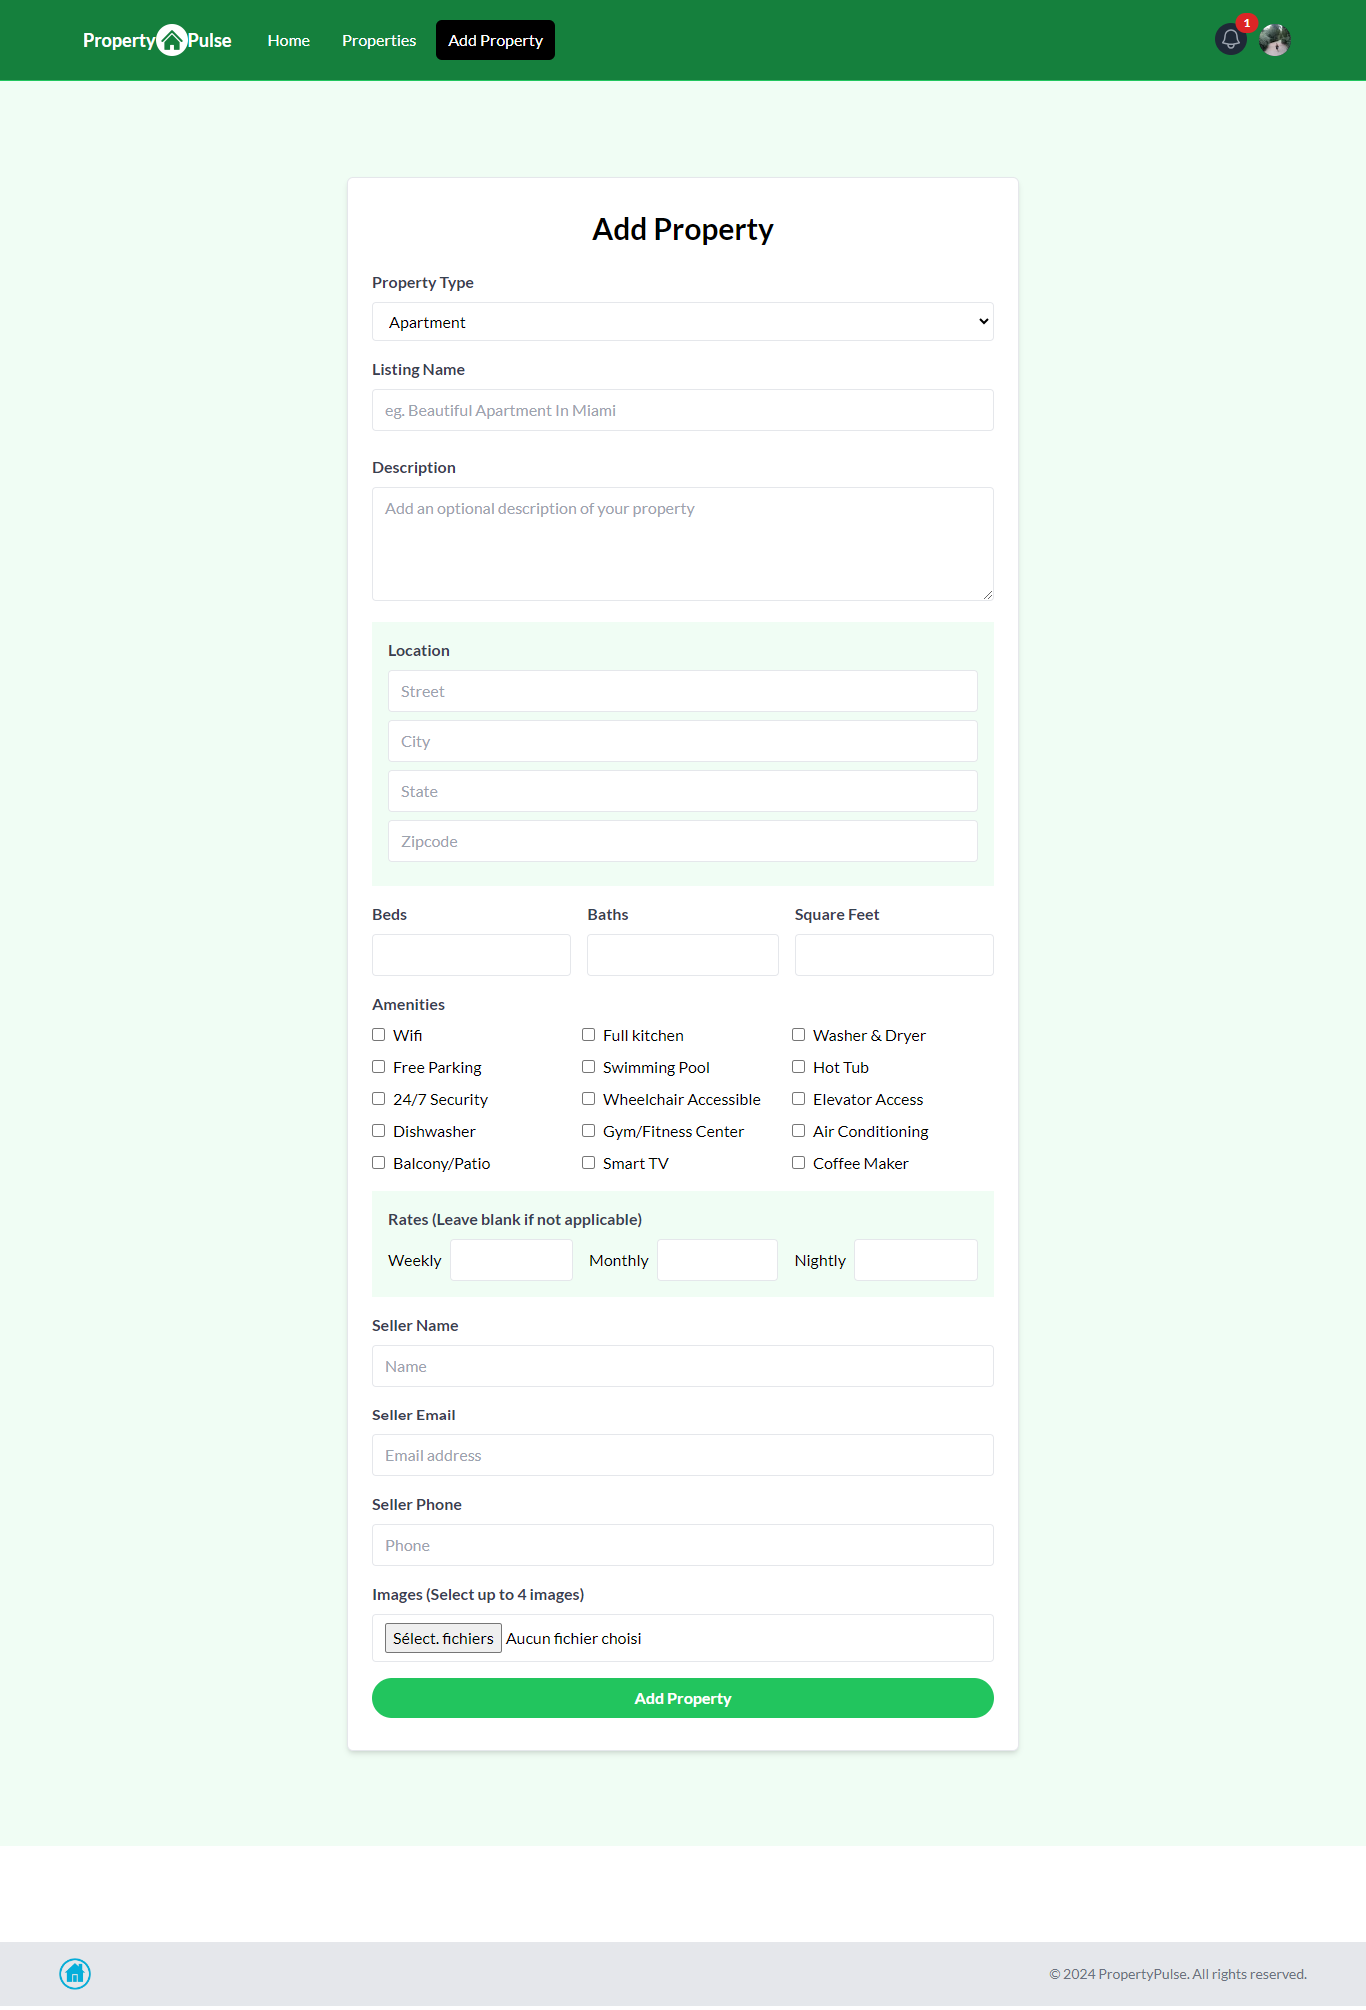 PropertyPulse Home Properties Add Property 1
Add Property
Property Type
Apartment
Listing Name
eg. Beautiful Apartment In Miami
Description
Add an optional description of your property
Location
Street
City
State
Zipcode
Beds Baths Square Feet
Amenities
Wifi Full kitchen Washer & Dryer
Free Parking Swimming Pool Hot Tub
24/7 Security Wheelchair Accessible Elevator Access
Dishwasher Gym/Fitness Center Air Conditioning
Balcony/Patio Smart TV Coffee Maker
Rates (Leave blank if not applicable)
Weekly Monthly Nightly
Seller Name
Name
Seller Email
Email address
Seller Phone
Phone
Images (Select up to 4 images)
Sélect. fichiers Aucun fichier choisi
Add Property
© 2024 PropertyPulse. All rights reserved.